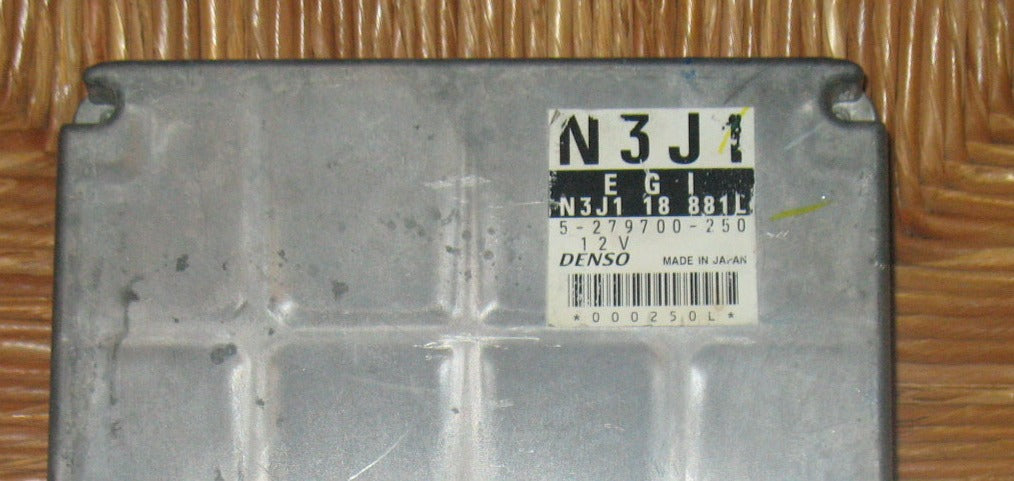 N3J1
EGI
N3J1 18 881L
5-279700-250
12V
DENSO MADE IN JAPAN
*000250L*